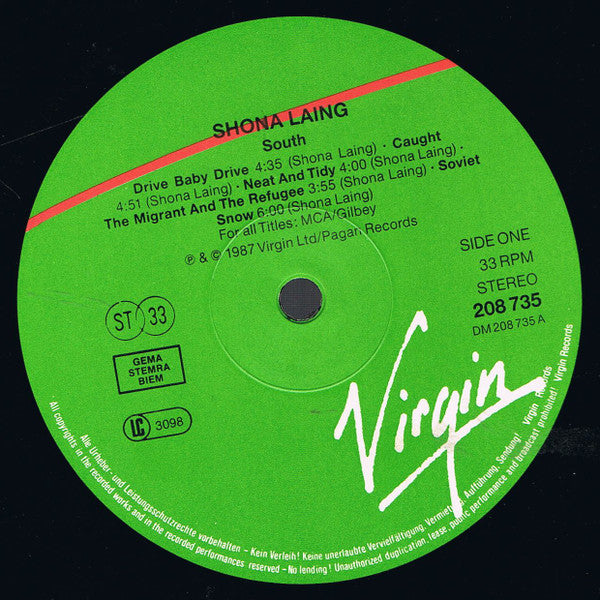 SHONA LAING
South
Drive Baby Drive 4:35 (Shona Laing) · Caught
4:51 (Shona Laing) · Neat And Tidy 4:00 (Shona Laing) ·
The Migrant And The Refugee 3:55 (Shona Laing) · Soviet
Snow 6:00 (Shona Laing)
For all Titles: MCA/Gilbey
℗ & © 1987 Virgin Ltd/Pagan Records
SIDE ONE
33 RPM
STEREO
208 735
DM 208 735 A
ST 33
GEMA
STEMRA
BIEM
LC 3098
Virgin
Alle Urheber- und Leistungsschutzrechte vorbehalten – Kein Verleih! Keine unerlaubte Vervielfältigung, Vermietung, Aufführung, Sendung! Virgin Records
All copyrights in the recorded works and in the recorded performances reserved – No lending! Unauthorized duplication, lease, public performance and broadcast prohibited! Virgin Records